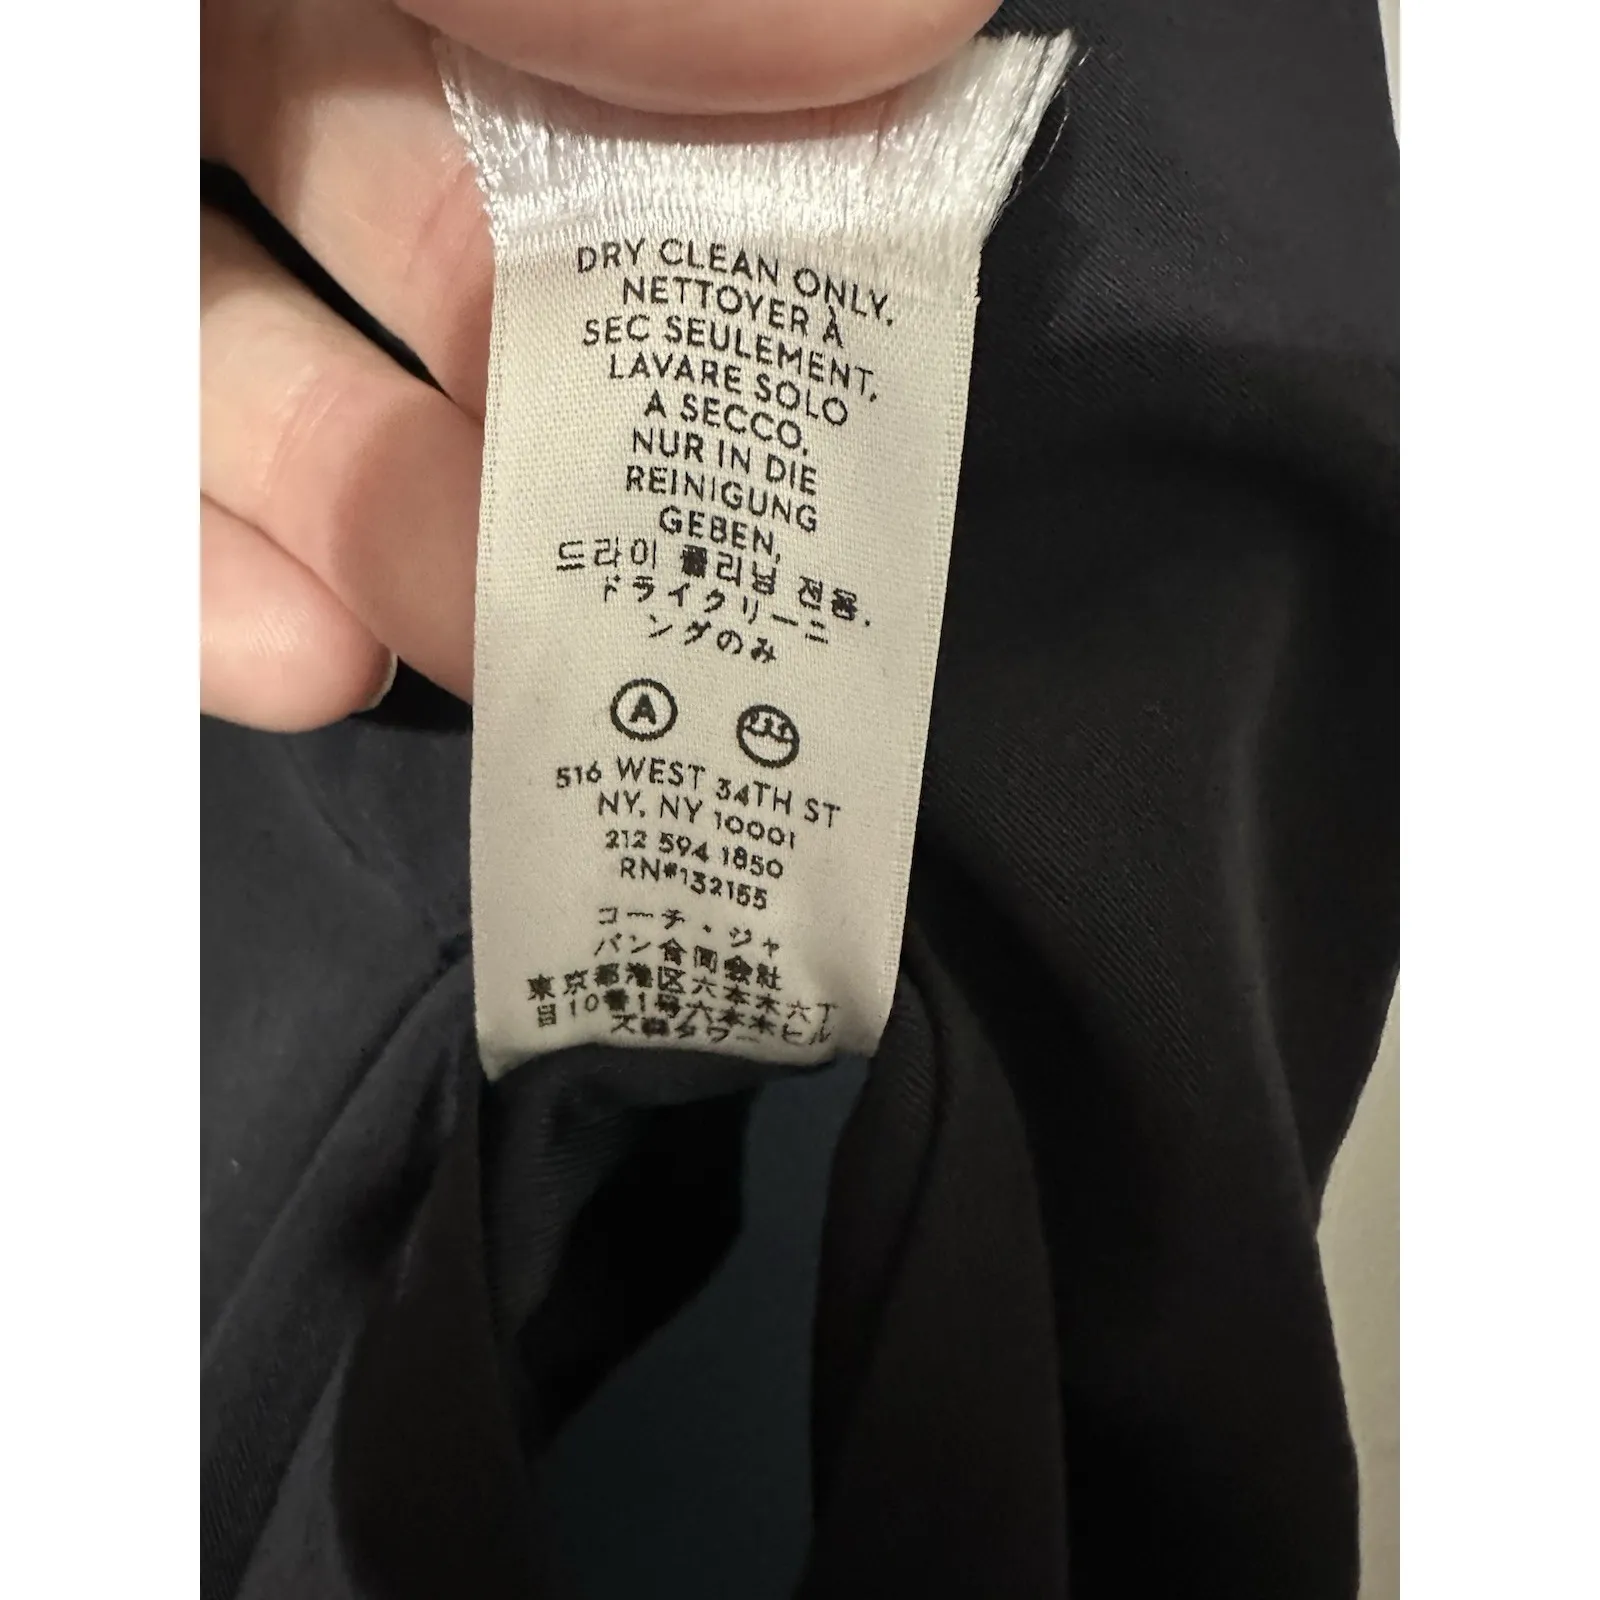 DRY CLEAN ONLY,
NETTOYER À
SEC SEULEMENT,
LAVARE SOLO
A SECCO,
NUR IN DIE
REINIGUNG
GEBEN,
드라이 클리닝 전용.
ドライクリーニ
ングのみ
A
516 WEST 34TH ST
NY, NY 10001
212 594 1850
RN#132155
コーチ・ジャ
パン合同会社
東京都港区六本木六丁
目10番1号六本木ヒル
ズ森タワー